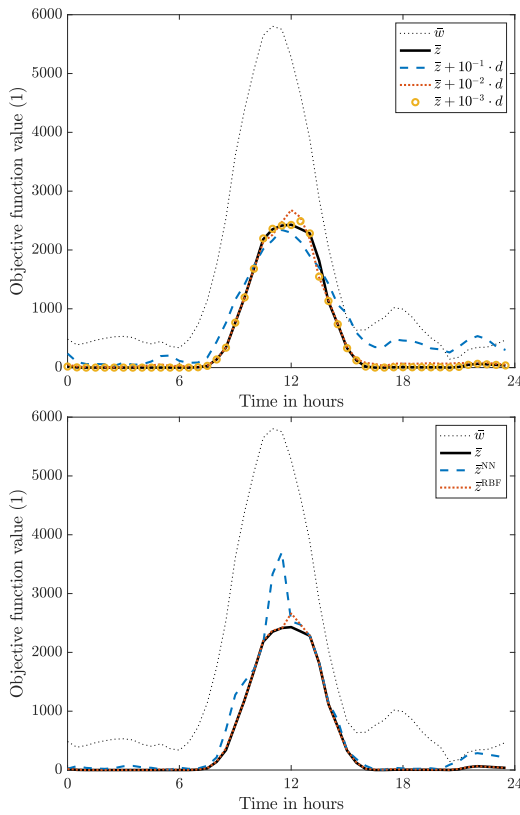 6000
5000
4000
3000
2000
1000
0
Objective function value (1)
w̄
z̄
z̄ + 10⁻¹ · d
z̄ + 10⁻² · d
z̄ + 10⁻³ · d
0 6 12 18 24
Time in hours
6000
5000
4000
3000
2000
1000
0
Objective function value (1)
w̄
z̄
z̄ᴺᴺ
z̄ᴿᴮF
0 6 12 18 24
Time in hours